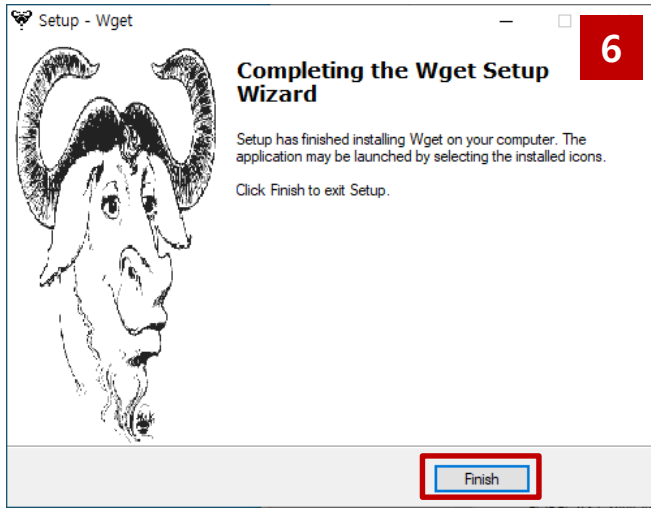 Setup - Wget
6
Completing the Wget Setup
Wizard
Setup has finished installing Wget on your computer. The
application may be launched by selecting the installed icons.
Click Finish to exit Setup.
Finish